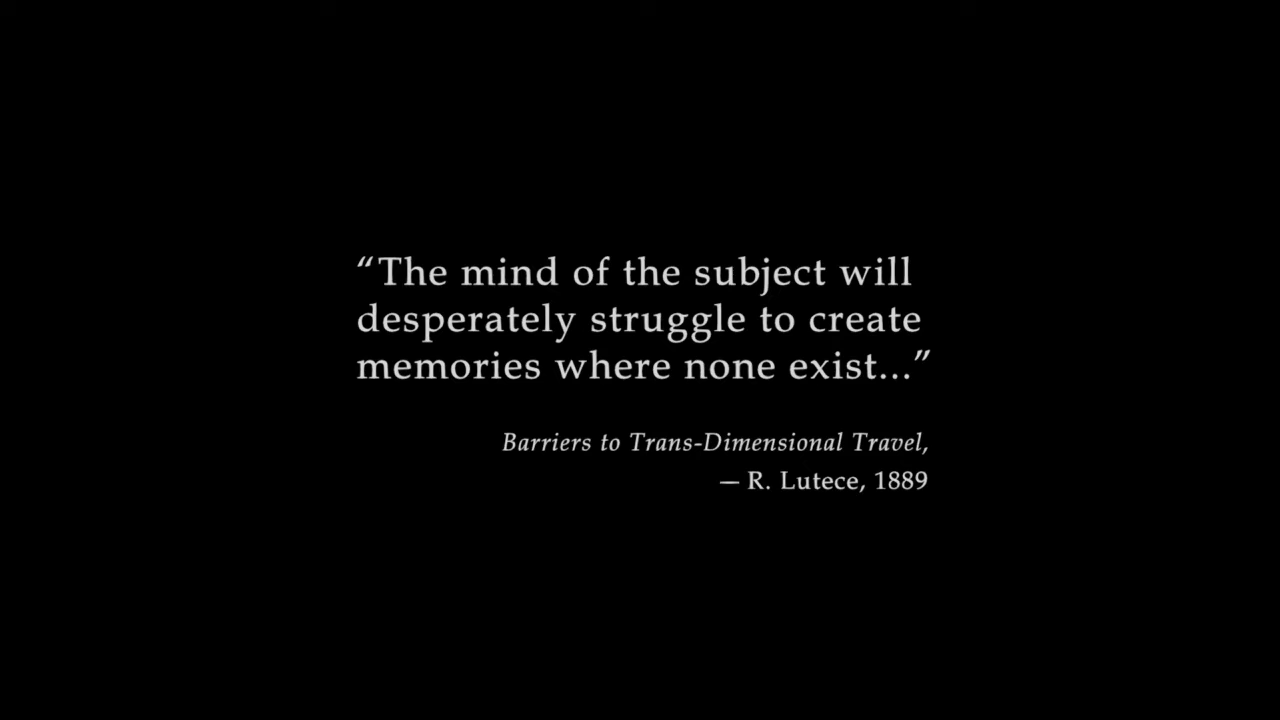 “The mind of the subject will
desperately struggle to create
memories where none exist...”
Barriers to Trans-Dimensional Travel,
— R. Lutece, 1889